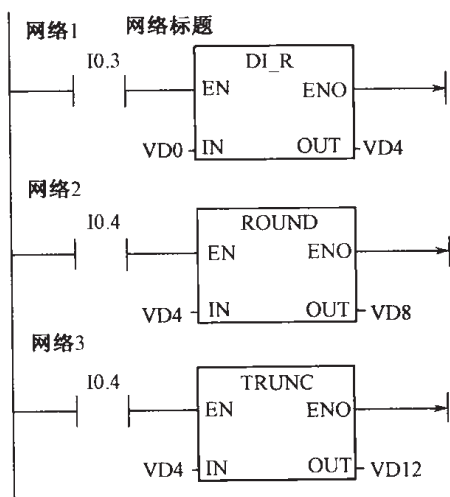 网络1 网络标题
I0.3
DI_R
EN ENO
VD0 IN OUT VD4
网络2
I0.4
ROUND
EN ENO
VD4 IN OUT VD8
网络3
I0.4
TRUNC
EN ENO
VD4 IN OUT VD12